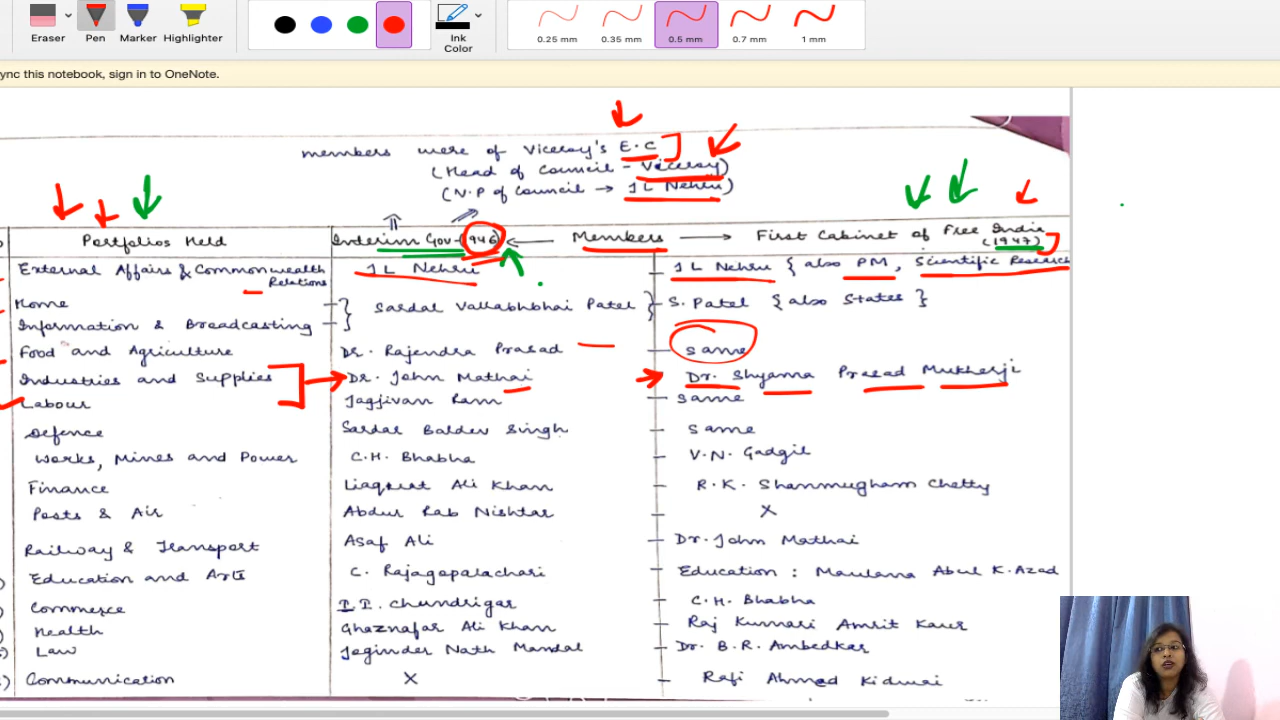 Eraser Pen Marker Highlighter Ink Color 0.25 mm 0.35 mm 0.5 mm 0.7 mm 1 mm
ync this notebook, sign in to OneNote.
members were of Viceroy's E.C
(Head of Council - Viceroy)
(V.P of Council → JL Nehru)
Portfolios Held Interim Gov-(1946) ← Members → First Cabinet of Free India (1947)
External Affairs & Commonwealth Relations JL Nehru - JL Nehru { also PM, Scientific Research
Home } Sardal Vallabhbhai Patel } - S. Patel { also States }
Information & Broadcasting
Food and Agriculture Dr. Rajendra Prasad - same
Industries and Supplies Dr. John Mathai Dr. Shyama Prasad Mukherji
Labour Jagjivan Ram - same
Defence Sardar Baldev Singh - same
Works, Mines and Power C.H. Bhabha - V.N. Gadgil
Finance Liaquat Ali Khan - R.K. Shanmugham Chetty
Posts & Air Abdur Rab Nishtar - X
Railway & Transport Asaf Ali - Dr. John Mathai
Education and Arts C. Rajagopalachari - Education : Maulana Abul K. Azad
Commerce I.I. Chundrigar - C.H. Bhabha
Health Ghaznafar Ali Khan - Raj Kumari Amrit Kaur
Law Joginder Nath Mandal - Dr. B.R. Ambedkar
Communication X - Rafi Ahmed Kidwai